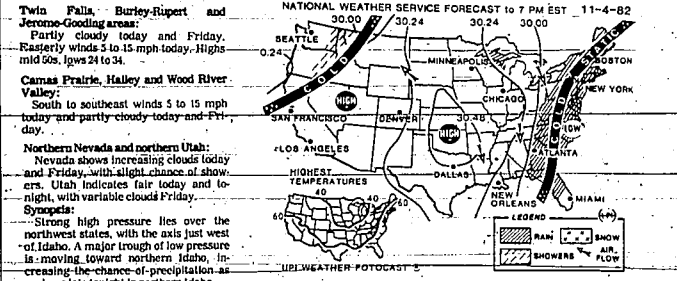 Twin Falls, Burley-Rupert and
Jerome-Gooding areas:
Partly cloudy today and Friday.
Easterly winds 5 to 15 mph today. Highs
mid 50s, lows 24 to 34.
Camas Prairie, Hailey and Wood River
Valley:
South to southeast winds 5 to 15 mph
today and partly cloudy today and Fri-
day.
Northern Nevada and northern Utah:
Nevada shows increasing clouds today
and Friday, with slight chance of show-
ers. Utah indicates fair today and to-
night, with variable clouds Friday.
Synopsis:
Strong high pressure lies over the
northwest states, with the axis just west
of Idaho. A major trough of low pressure
is moving toward northern Idaho, in-
creasing the chance of precipitation as
NATIONAL WEATHER SERVICE FORECAST to 7 PM EST 11-4-82
30.00 30.24 30.24 30.00
SEATTLE
0.24
COLD
MINNEAPOLIS
COLD STATIC
BOSTON
NEW YORK
CHICAGO
HIGH
SAN FRANCISCO
DENVER
30.48
HIGH
LOW
LOS ANGELES
ATLANTA
DALLAS
HIGHEST
TEMPERATURES
NEW
ORLEANS
MIAMI
40 40
60 60
LEGEND
RAIN
SNOW
SHOWERS
AIR
FLOW
UPI WEATHER FOTOCAST